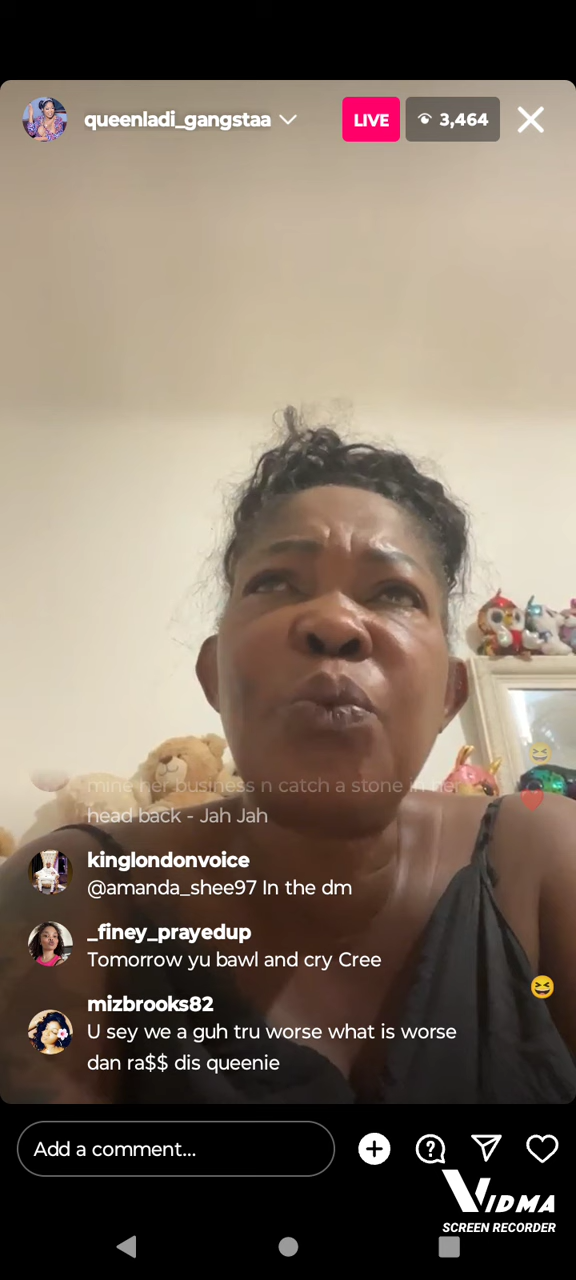 queenladi_gangstaa
LIVE
3,464
mine her business n catch a stone in her
head back - Jah Jah
kinglondonvoice
@amanda_shee97 In the dm
_finey_prayedup
Tomorrow yu bawl and cry Cree
mizbrooks82
U sey we a guh tru worse what is worse
dan ra$$ dis queenie
Add a comment...
VIDMA
SCREEN RECORDER